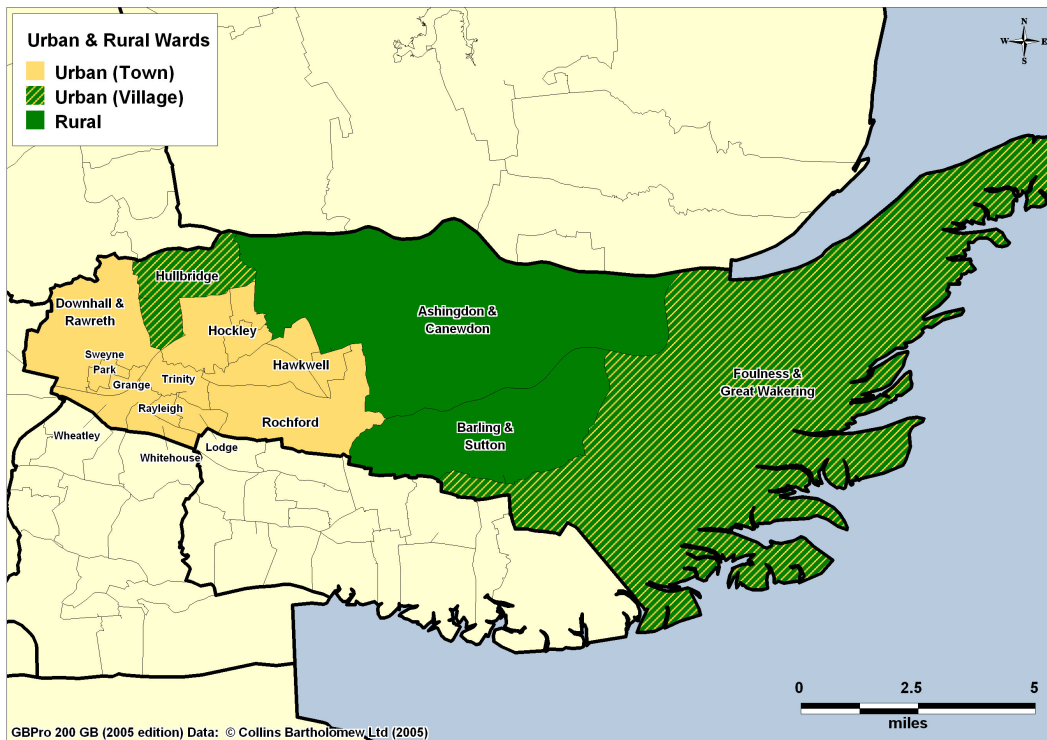 Urban & Rural Wards
Urban (Town)
Urban (Village)
Rural
N
W
E
S
Hullbridge
Downhall &
Rawreth
Hockley
Ashingdon &
Canewdon
Sweyne
Park
Grange
Trinity
Hawkwell
Foulness &
Great Wakering
Rayleigh
Rochford
Barling &
Sutton
Wheatley
Lodge
Whitehouse
0
2.5
5
miles
GBPro 200 GB (2005 edition) Data: © Collins Bartholomew Ltd (2005)